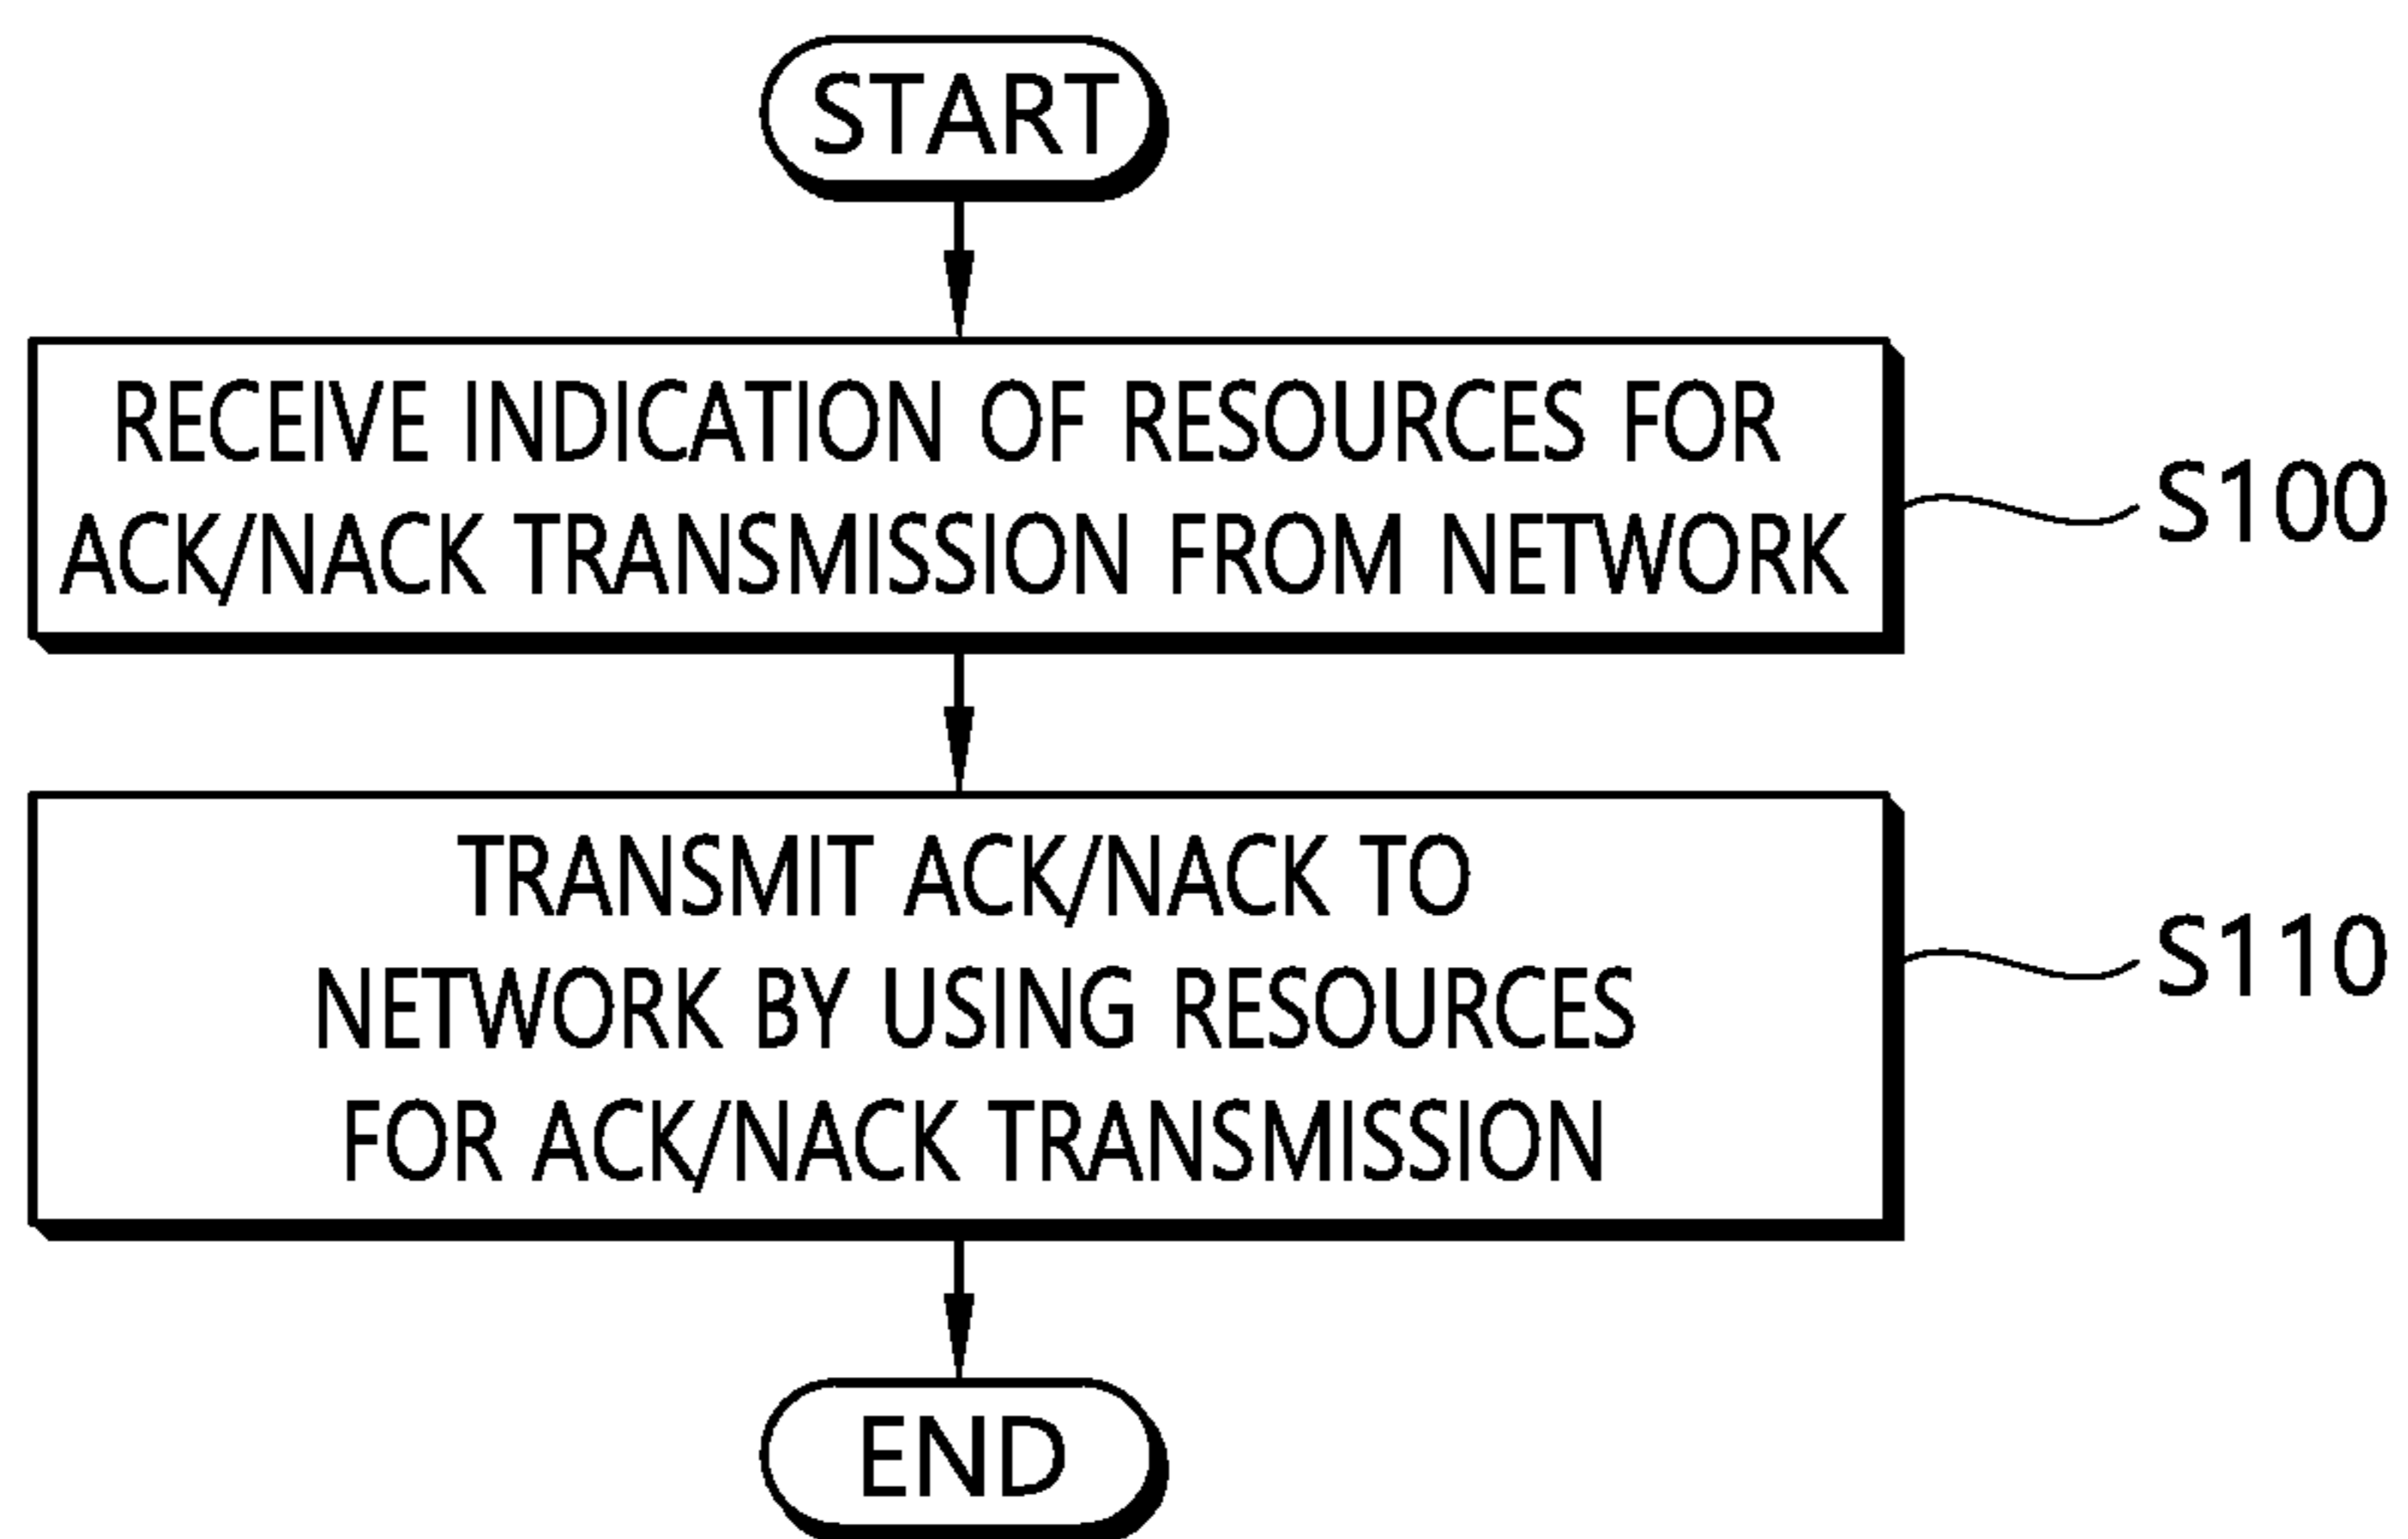 START
RECEIVE INDICATION OF RESOURCES FOR
ACK/NACK TRANSMISSION FROM NETWORK
S100
TRANSMIT ACK/NACK TO
NETWORK BY USING RESOURCES
FOR ACK/NACK TRANSMISSION
S110
END